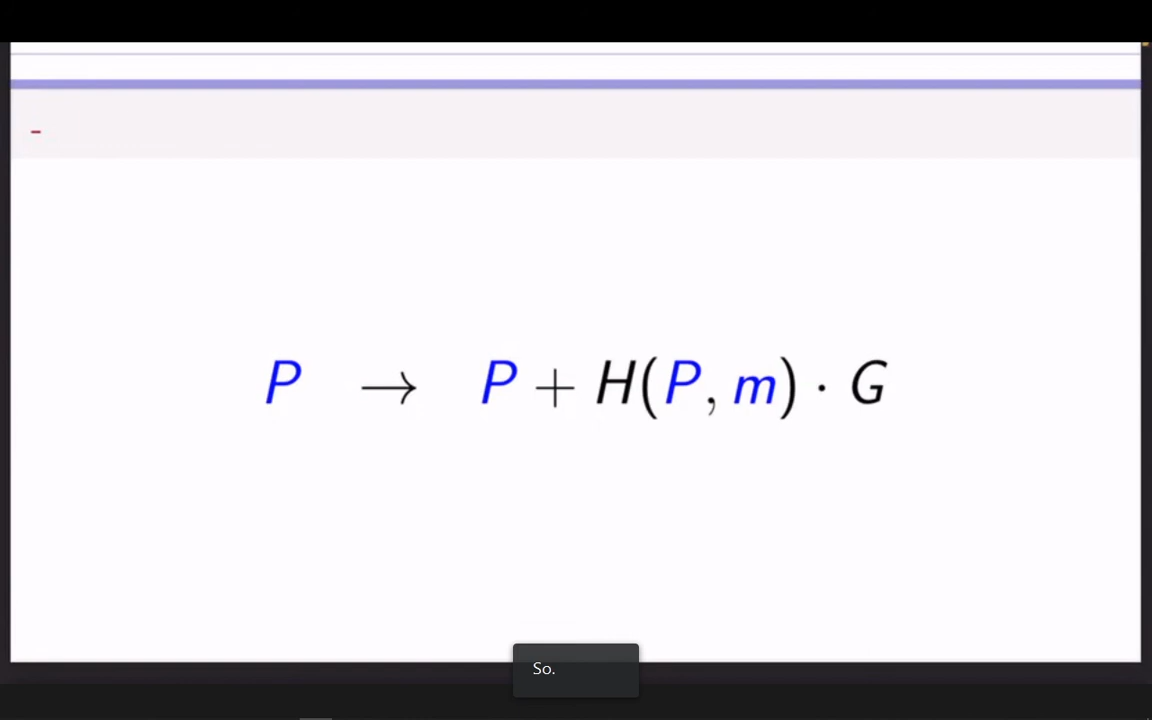 -
P → P + H(P, m) · G
So.